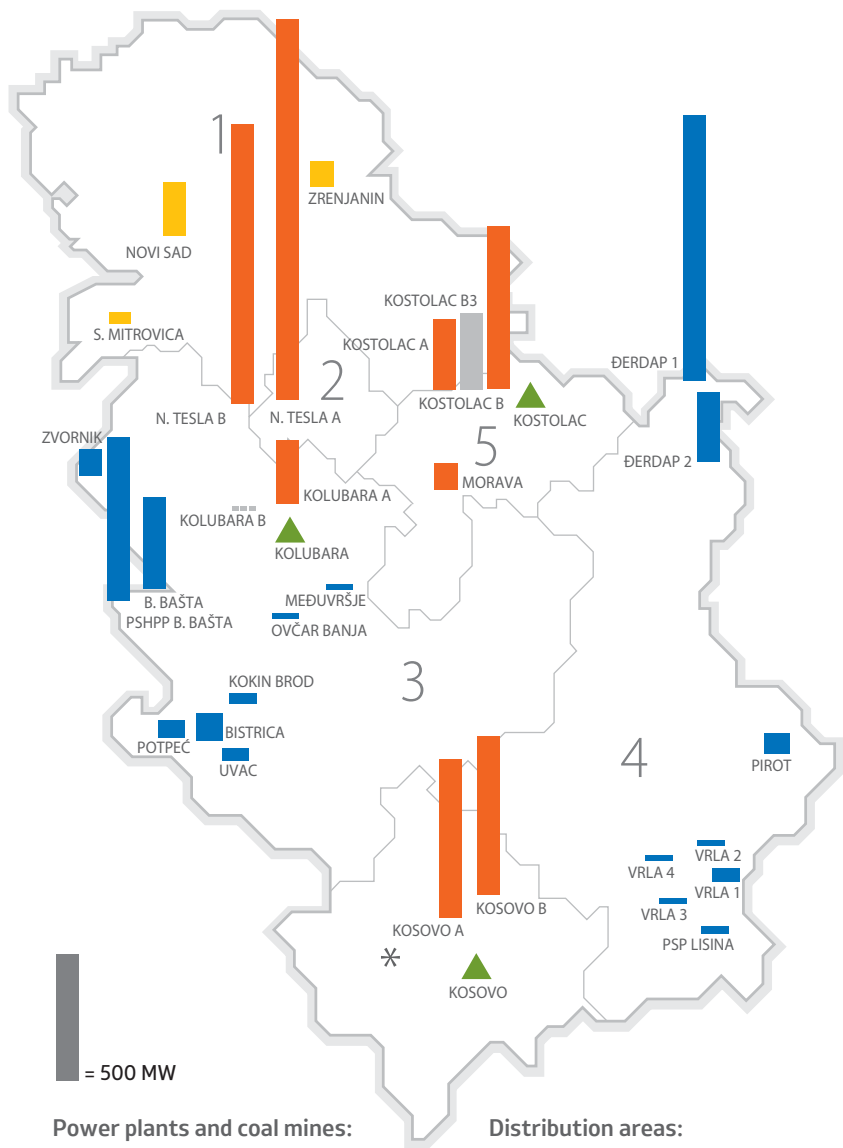 1
ZRENJANIN
NOVI SAD
KOSTOLAC B3
S. MITROVICA
KOSTOLAC A
ĐERDAP 1
2
KOSTOLAC B
N. TESLA B
N. TESLA A
KOSTOLAC
ZVORNIK
5
ĐERDAP 2
MORAVA
KOLUBARA A
KOLUBARA B
KOLUBARA
MEĐUVRŠJE
B. BAŠTA
PSHPP B. BAŠTA
OVČAR BANJA
3
KOKIN BROD
BISTRICA
POTPEĆ
UVAC
4
PIROT
VRLA 2
VRLA 4
VRLA 1
KOSOVO B
VRLA 3
KOSOVO A
PSP LISINA
*
KOSOVO
= 500 MW
Power plants and coal mines:
Distribution areas: